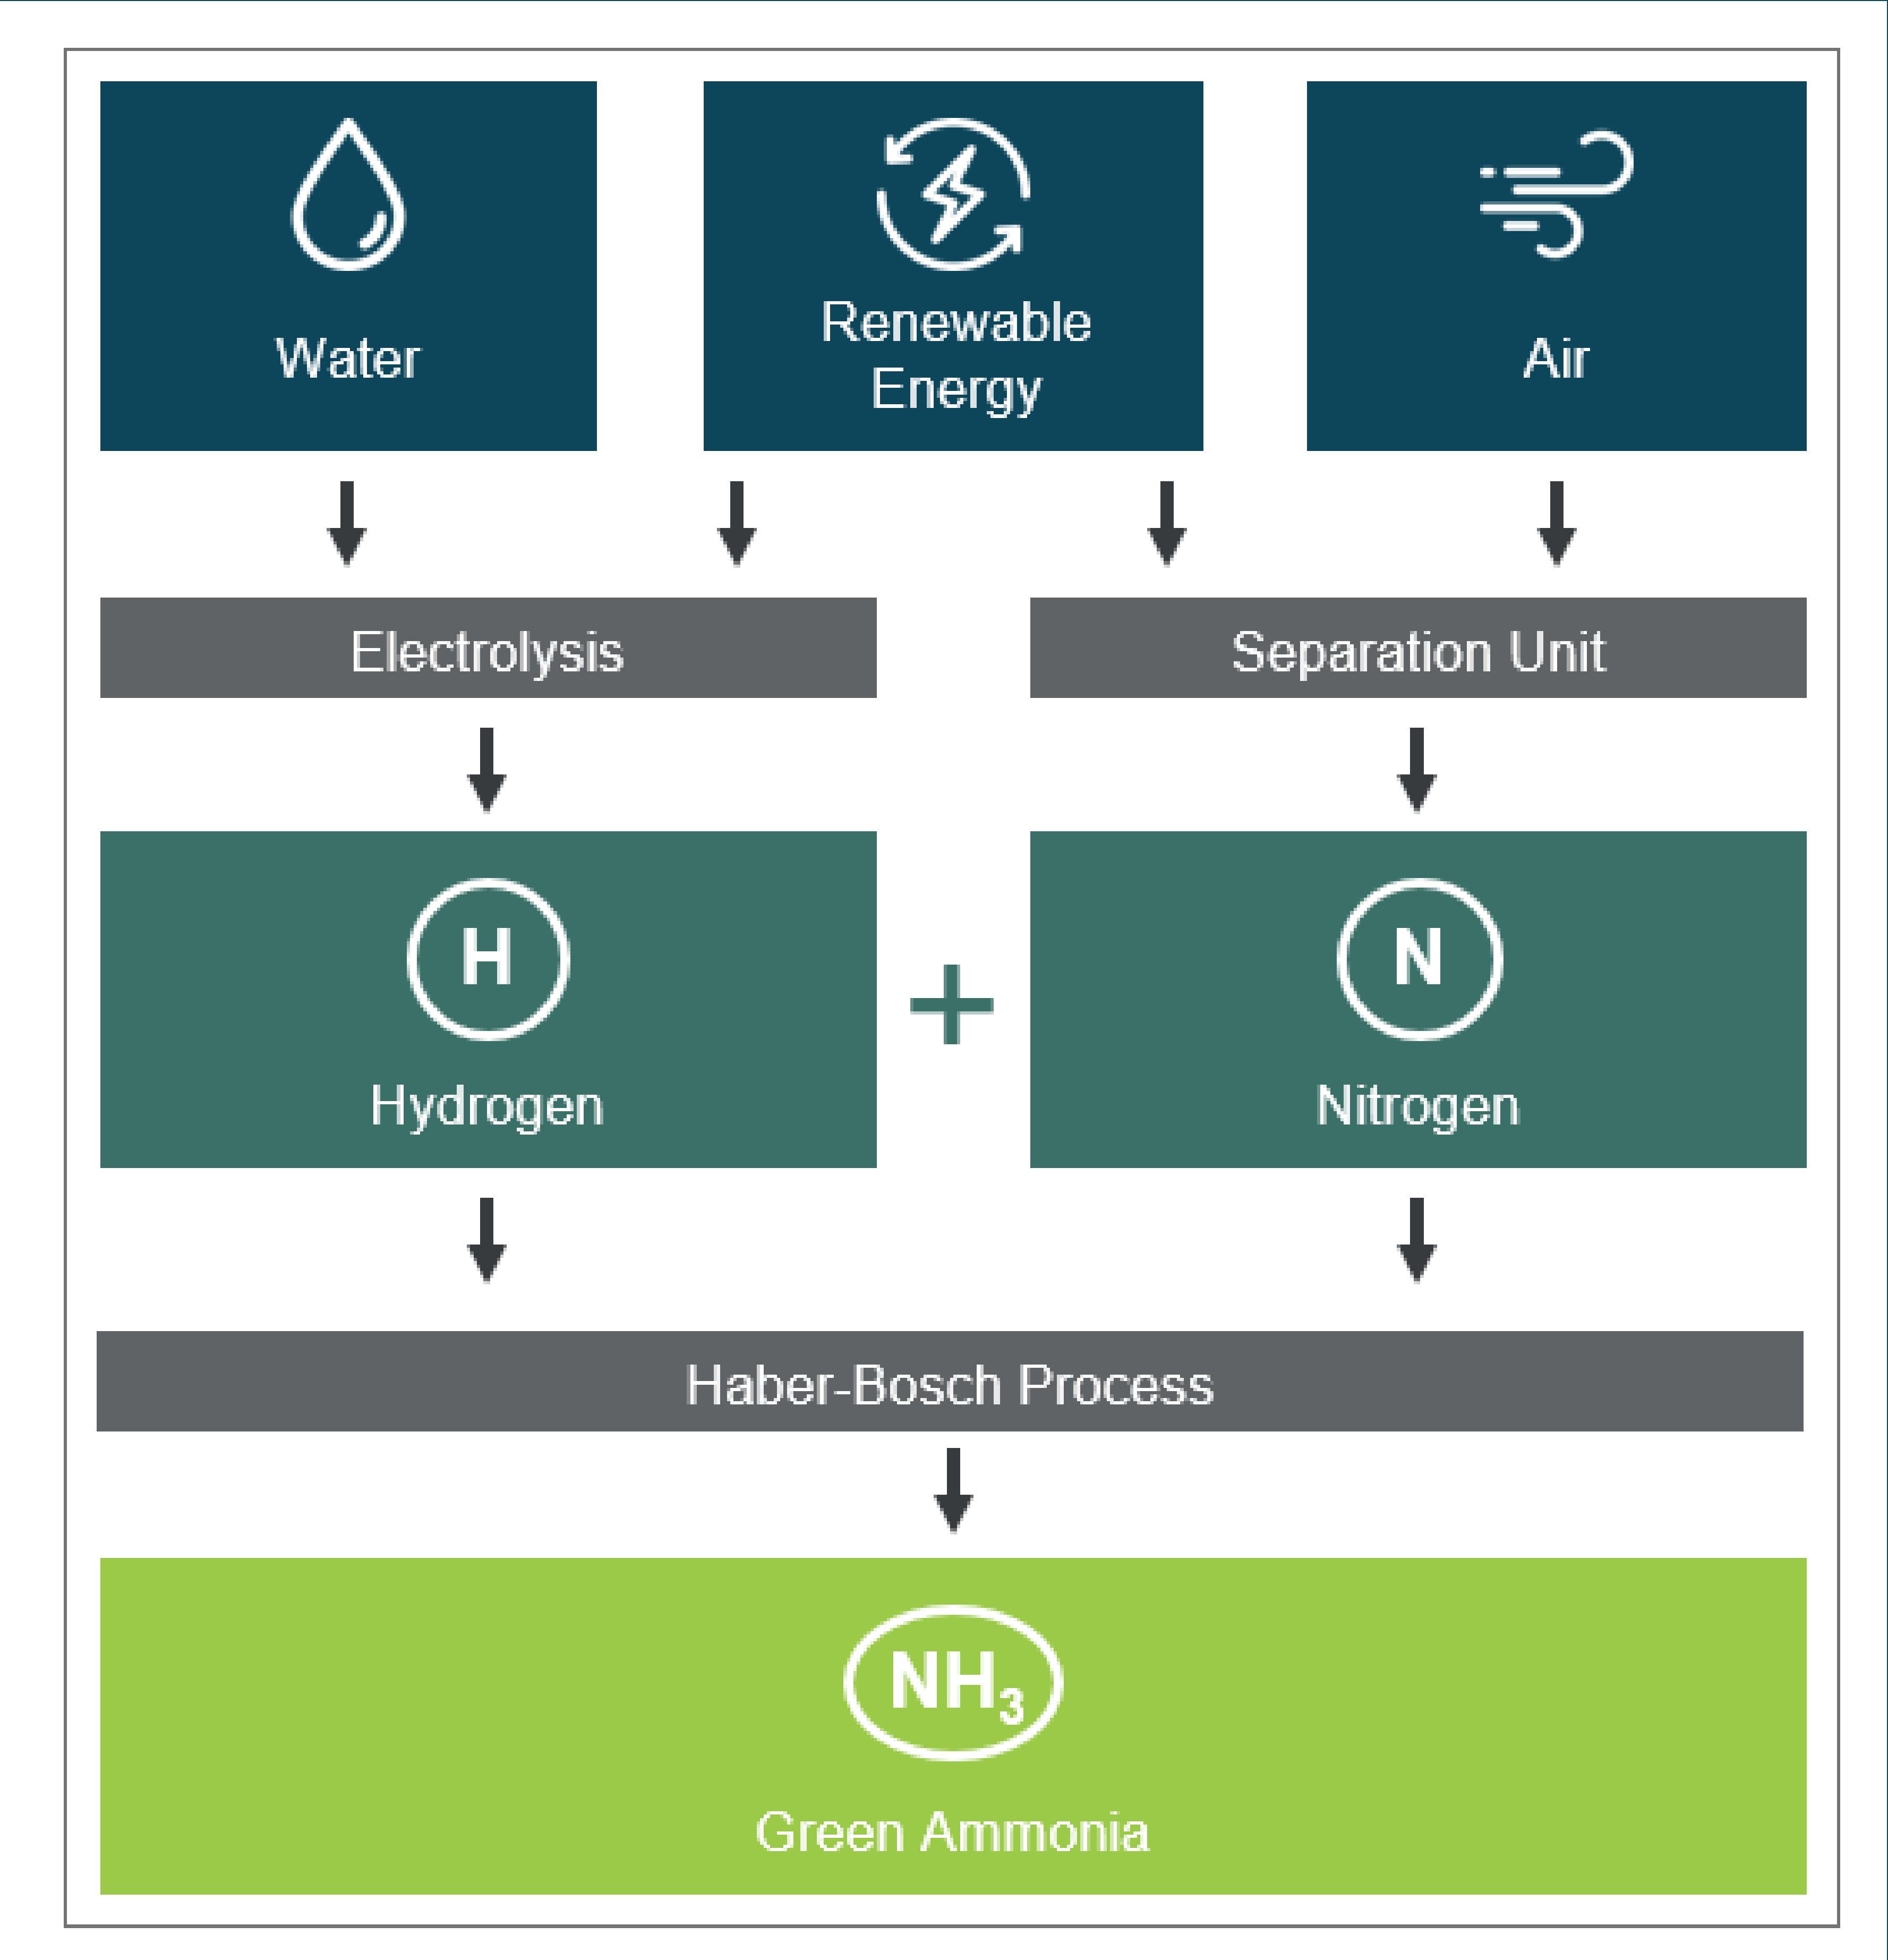 Water
Renewable
Energy
Air
Electrolysis
Separation Unit
H
Hydrogen
+
N
Nitrogen
Haber-Bosch Process
NH₃
Green Ammonia